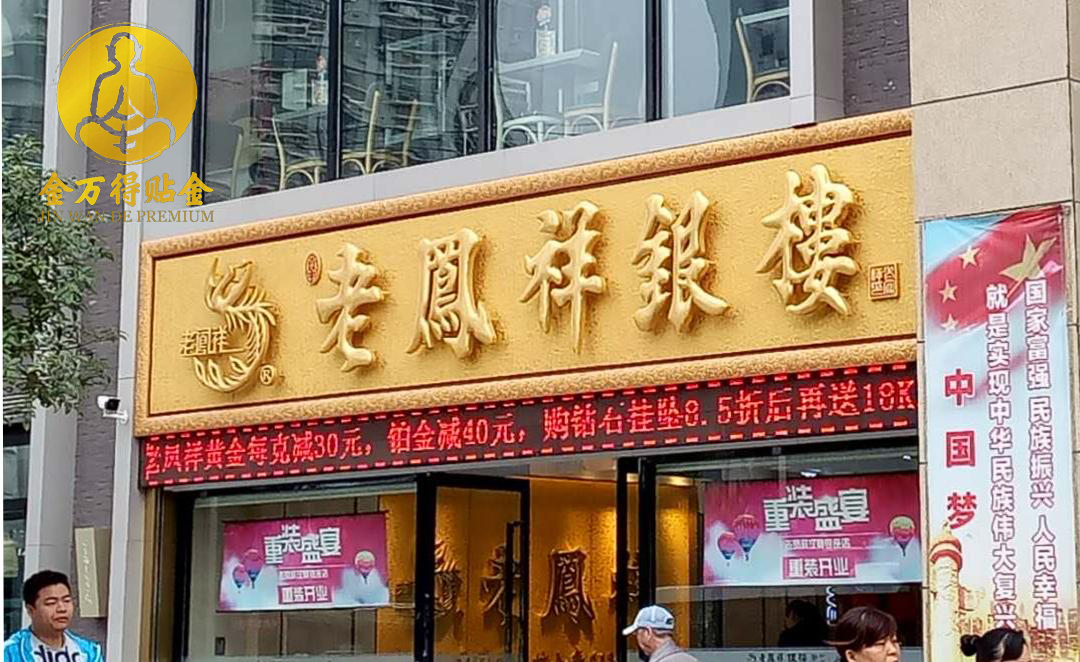 金万得贴金
JIN WAN DE PREMIUM
老鳳祥銀樓
老鳳祥
®
老凤祥黄金每克减30元，铂金减40元，购钻石挂坠8.5折后再送18K
重装盛宴
重装开业
重装盛宴
重装开业
老鳳
国家富强 民族振兴 人民幸福
就是实现中华民族伟大复兴
中国梦